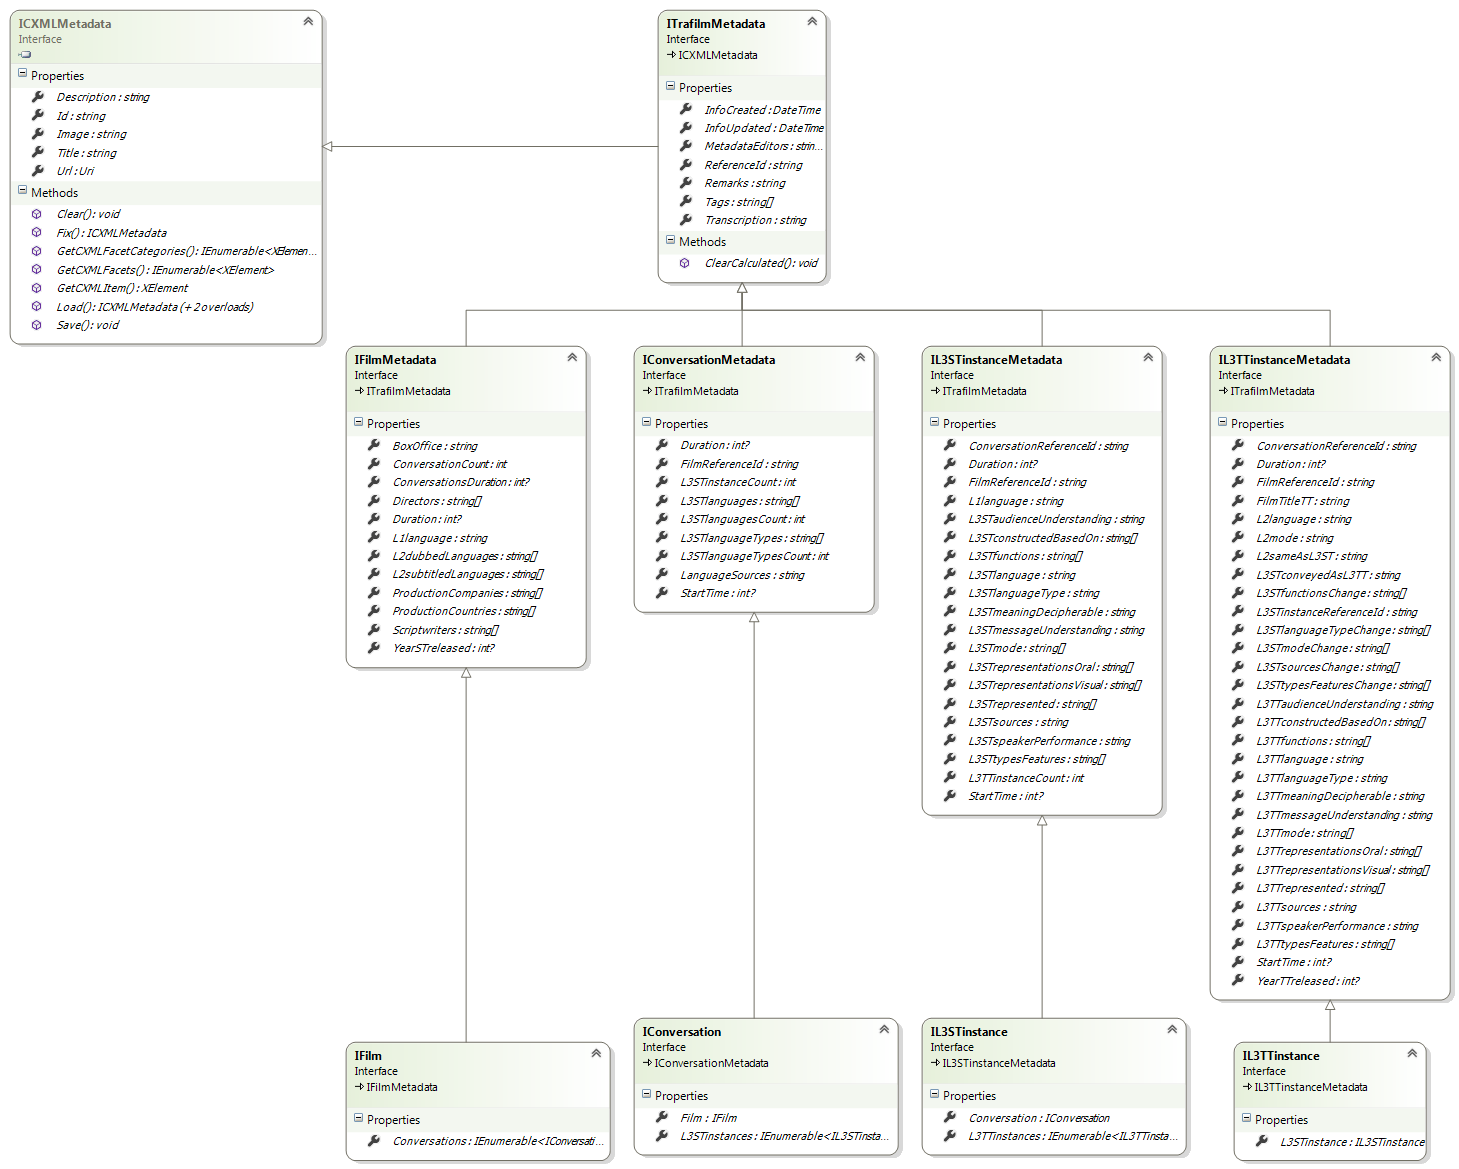 ICXMLMetadata
Interface
Properties
Description : string
Id : string
Image : string
Title : string
Url : Uri
Methods
Clear() : void
Fix() : ICXMLMetadata
GetCXMLFacetCategories() : IEnumerable<XElemen...
GetCXMLFacets() : IEnumerable<XElement>
GetCXMLItem() : XElement
Load() : ICXMLMetadata (+ 2 overloads)
Save() : void
ITrafilmMetadata
Interface
ICXMLMetadata
Properties
InfoCreated : DateTime
InfoUpdated : DateTime
MetadataEditors : strin...
ReferenceId : string
Remarks : string
Tags : string[]
Transcription : string
Methods
ClearCalculated() : void
IFilmMetadata
Interface
ITrafilmMetadata
Properties
BoxOffice : string
ConversationCount : int
ConversationsDuration : int?
Directors : string[]
Duration : int?
L1language : string
L2dubbedLanguages : string[]
L2subtitledLanguages : string[]
ProductionCompanies : string[]
ProductionCountries : string[]
Scriptwriters : string[]
YearSTreleased : int?
IConversationMetadata
Interface
ITrafilmMetadata
Properties
Duration : int?
FilmReferenceId : string
L3STinstanceCount : int
L3STlanguages : string[]
L3STlanguagesCount : int
L3STlanguageTypes : string[]
L3STlanguageTypesCount : int
LanguageSources : string
StartTime : int?
IL3STinstanceMetadata
Interface
ITrafilmMetadata
Properties
ConversationReferenceId : string
Duration : int?
FilmReferenceId : string
L1language : string
L3STaudienceUnderstanding : string
L3STconstructedBasedOn : string[]
L3STfunctions : string[]
L3STlanguage : string
L3STlanguageType : string
L3STmeaningDecipherable : string
L3STmessageUnderstanding : string
L3STmode : string[]
L3STrepresentationsOral : string[]
L3STrepresentationsVisual : string[]
L3STrepresented : string[]
L3STsources : string
L3STspeakerPerformance : string
L3STtypesFeatures : string[]
L3TTinstanceCount : int
StartTime : int?
IL3TTinstanceMetadata
Interface
ITrafilmMetadata
Properties
ConversationReferenceId : string
Duration : int?
FilmReferenceId : string
FilmTitleTT : string
L2language : string
L2mode : string
L2sameAsL3ST : string
L3STconveyedAsL3TT : string
L3STfunctionsChange : string[]
L3STinstanceReferenceId : string
L3STlanguageTypeChange : string[]
L3STmodeChange : string[]
L3STsourcesChange : string[]
L3STtypesFeaturesChange : string[]
L3TTaudienceUnderstanding : string
L3TTconstructedBasedOn : string[]
L3TTfunctions : string[]
L3TTlanguage : string
L3TTlanguageType : string
L3TTmeaningDecipherable : string
L3TTmessageUnderstanding : string
L3TTmode : string[]
L3TTrepresentationsOral : string[]
L3TTrepresentationsVisual : string[]
L3TTrepresented : string[]
L3TTsources : string
L3TTspeakerPerformance : string
L3TTtypesFeatures : string[]
StartTime : int?
YearTTreleased : int?
IFilm
Interface
IFilmMetadata
Properties
Conversations : IEnumerable<IConversati...
IConversation
Interface
IConversationMetadata
Properties
Film : IFilm
L3STinstances : IEnumerable<IL3STinsta...
IL3STinstance
Interface
IL3STinstanceMetadata
Properties
Conversation : IConversation
L3TTinstances : IEnumerable<IL3TTinsta...
IL3TTinstance
Interface
IL3TTinstanceMetadata
Properties
L3STinstance : IL3STinstance